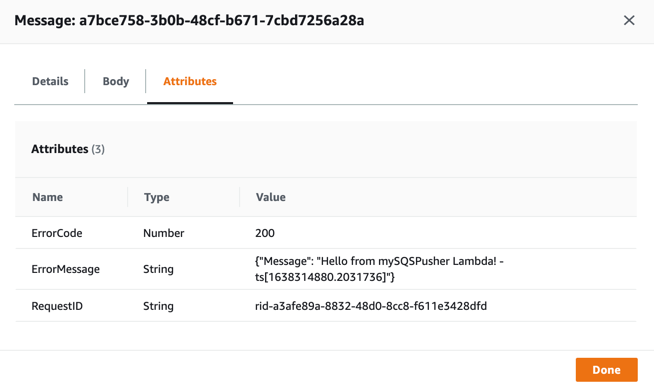 Message: a7bce758-3b0b-48cf-b671-7cbd7256a28a
Details Body Attributes
Attributes (3)
Name Type Value
ErrorCode Number 200
ErrorMessage String {"Message": "Hello from mySQSPusher Lambda! -
ts[1638314880.2031736]"}
RequestID String rid-a3afe89a-8832-48d0-8cc8-f611e3428dfd
Done